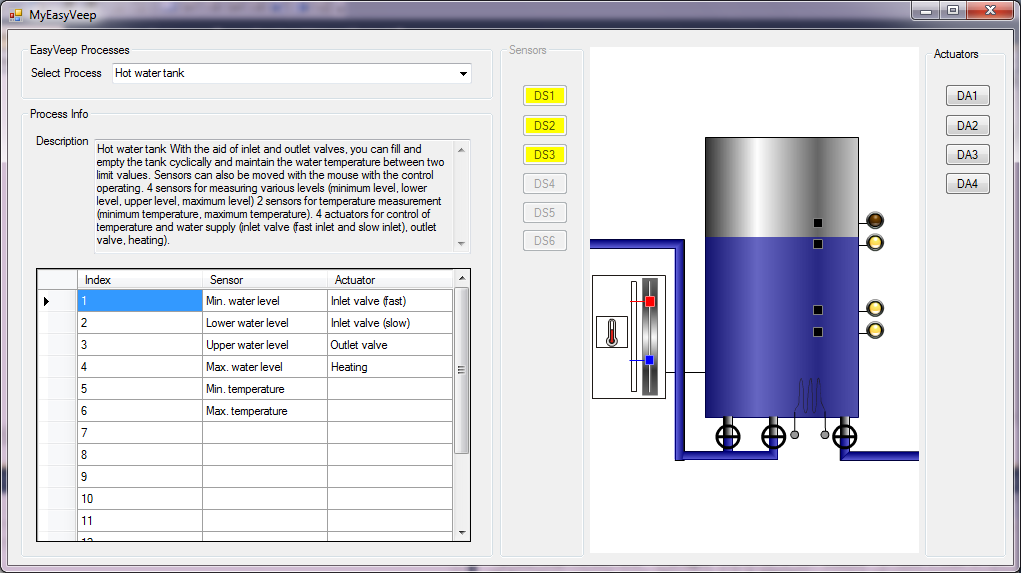 MyEasyVeep
EasyVeep Processes
Select Process Hot water tank
Process Info
Description
Hot water tank With the aid of inlet and outlet valves, you can fill and
empty the tank cyclically and maintain the water temperature between two
limit values. Sensors can also be moved with the mouse with the control
operating. 4 sensors for measuring various levels (minimum level, lower
level, upper level, maximum level) 2 sensors for temperature measurement
(minimum temperature, maximum temperature). 4 actuators for control of
temperature and water supply (inlet valve (fast inlet and slow inlet), outlet
valve, heating).
Index Sensor Actuator
1 Min. water level Inlet valve (fast)
2 Lower water level Inlet valve (slow)
3 Upper water level Outlet valve
4 Max. water level Heating
5 Min. temperature
6 Max. temperature
7
8
9
10
11
Sensors
DS1
DS2
DS3
DS4
DS5
DS6
Actuators
DA1
DA2
DA3
DA4